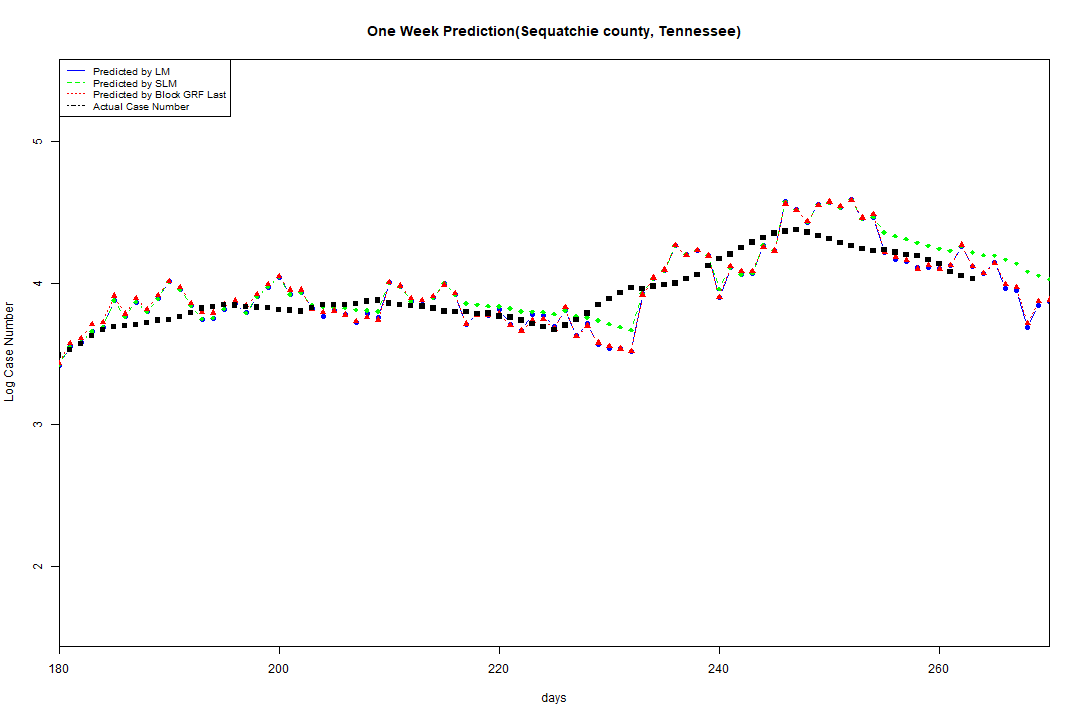 One Week Prediction(Sequatchie county, Tennessee)
Predicted by LM
Predicted by SLM
Predicted by Block GRF Last
Actual Case Number
5
4
3
2
Log Case Number
180 200 220 240 260
days